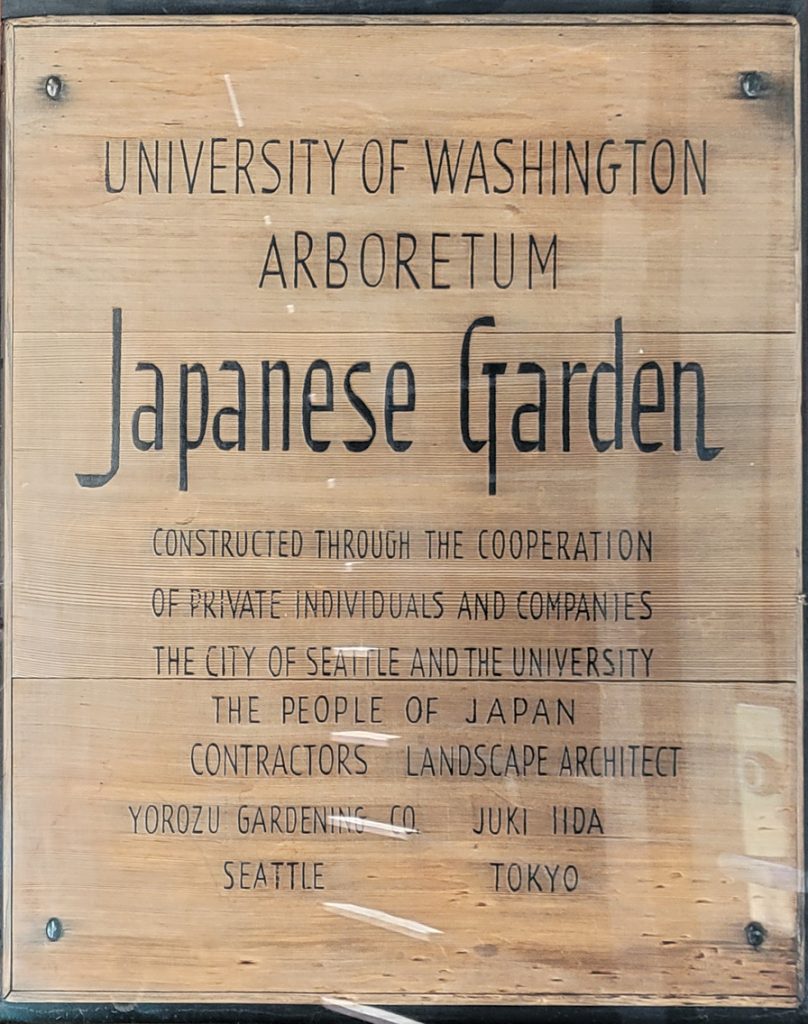 UNIVERSITY OF WASHINGTON
ARBORETUM
Japanese Garden
CONSTRUCTED THROUGH THE COOPERATION
OF PRIVATE INDIVIDUALS AND COMPANIES
THE CITY OF SEATTLE AND THE UNIVERSITY
THE PEOPLE OF JAPAN
CONTRACTORS LANDSCAPE ARCHITECT
YOROZU GARDENING CO. JUKI IIDA
SEATTLE TOKYO